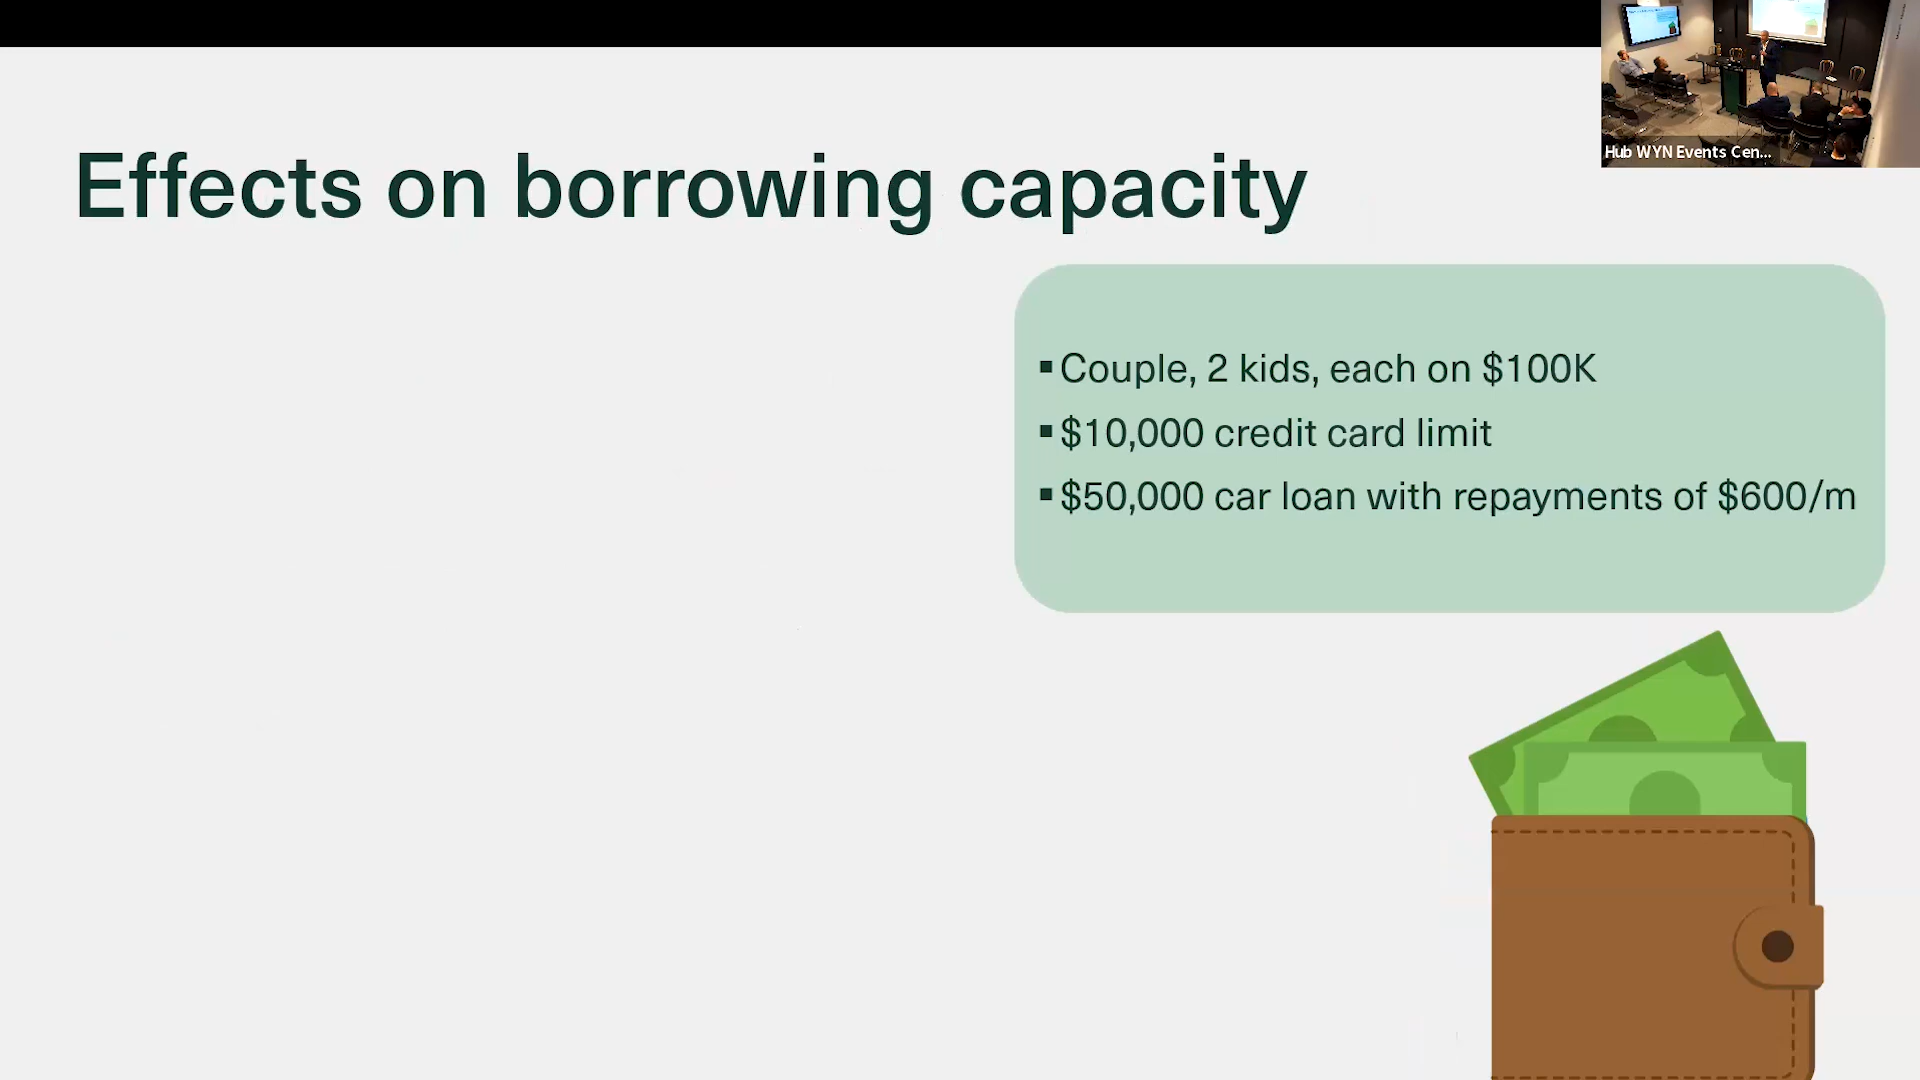 Effects on borrowing capacity
Hub WYN Events Cen...
▪Couple, 2 kids, each on $100K
▪$10,000 credit card limit
▪$50,000 car loan with repayments of $600/m